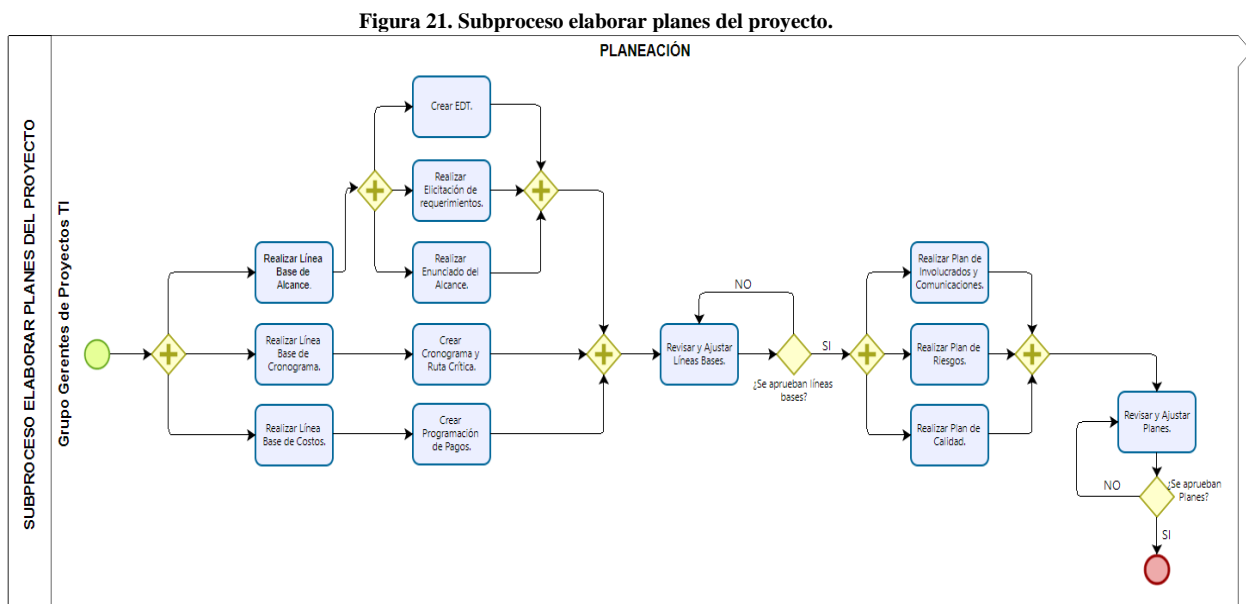 Figura 21. Subproceso elaborar planes del proyecto.
PLANEACIÓN
SUBPROCESO ELABORAR PLANES DEL PROYECTO
Grupo Gerentes de Proyectos TI
Crear EDT.
Realizar
Elicitación de
requerimientos.
Realizar
Enunciado del
Alcance.
Realizar Línea
Base de
Alcance.
Realizar Línea
Base de
Cronograma.
Crear
Cronograma y
Ruta Crítica.
Realizar Línea
Base de Costos.
Crear
Programación
de Pagos.
Revisar y Ajustar
Líneas Bases.
NO
SI
¿Se aprueban líneas
bases?
Realizar Plan de
Involucrados y
Comunicaciones.
Realizar Plan de
Riesgos.
Realizar Plan de
Calidad.
Revisar y Ajustar
Planes.
NO
¿Se aprueban
Planes?
SI